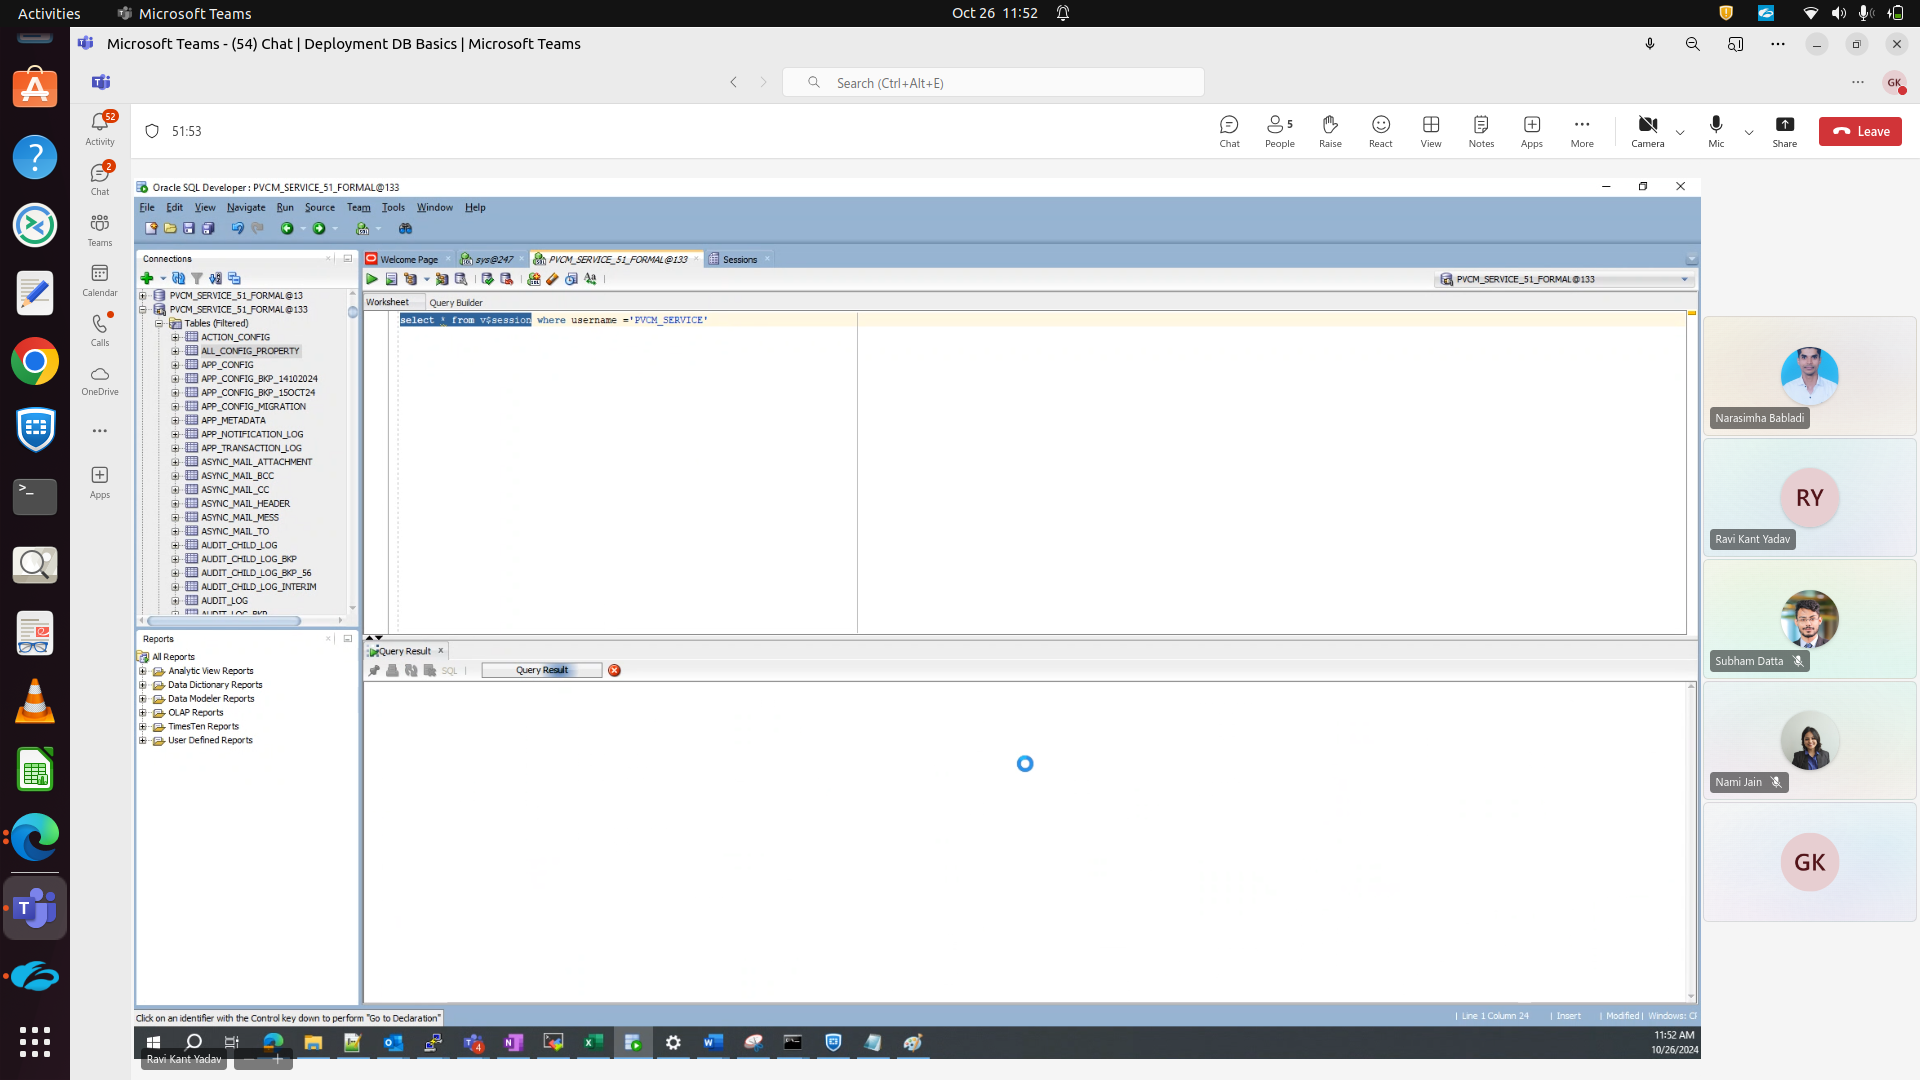 Activities
Microsoft Teams
Oct 26 11:52
Microsoft Teams - (54) Chat | Deployment DB Basics | Microsoft Teams
Search (Ctrl+Alt+E)
GK
52
Activity
2
Chat
Teams
Calendar
Calls
OneDrive
Apps
51:53
Chat
5
People
Raise
React
View
Notes
Apps
More
Camera
Mic
Share
Leave
Oracle SQL Developer : PVCM_SERVICE_51_FORMAL@133
File Edit View Navigate Run Source Team Tools Window Help
Connections
Welcome Page
sys@247
PVCM_SERVICE_51_FORMAL@133
Sessions
PVCM_SERVICE_51_FORMAL@133
Worksheet
Query Builder
select * from v$session where username ='PVCM_SERVICE'
PVCM_SERVICE_51_FORMAL@13
PVCM_SERVICE_51_FORMAL@133
Tables (Filtered)
ACTION_CONFIG
ALL_CONFIG_PROPERTY
APP_CONFIG
APP_CONFIG_BKP_14102024
APP_CONFIG_BKP_15OCT24
APP_CONFIG_MIGRATION
APP_METADATA
APP_NOTIFICATION_LOG
APP_TRANSACTION_LOG
ASYNC_MAIL_ATTACHMENT
ASYNC_MAIL_BCC
ASYNC_MAIL_CC
ASYNC_MAIL_HEADER
ASYNC_MAIL_MESS
ASYNC_MAIL_TO
AUDIT_CHILD_LOG
AUDIT_CHILD_LOG_BKP
AUDIT_CHILD_LOG_BKP_56
AUDIT_CHILD_LOG_INTERIM
AUDIT_LOG
AUDIT_LOG_BKP
Reports
All Reports
Analytic View Reports
Data Dictionary Reports
Data Modeler Reports
OLAP Reports
TimesTen Reports
User Defined Reports
Query Result
SQL
Query Result
Click on an identifier with the Control key down to perform "Go to Declaration"
Line 1 Column 24
Insert
Modified
Windows: CF
4
11:52 AM
10/26/2024
Ravi Kant Yadav
Narasimha Babladi
RY
Ravi Kant Yadav
Subham Datta
Nami Jain
GK